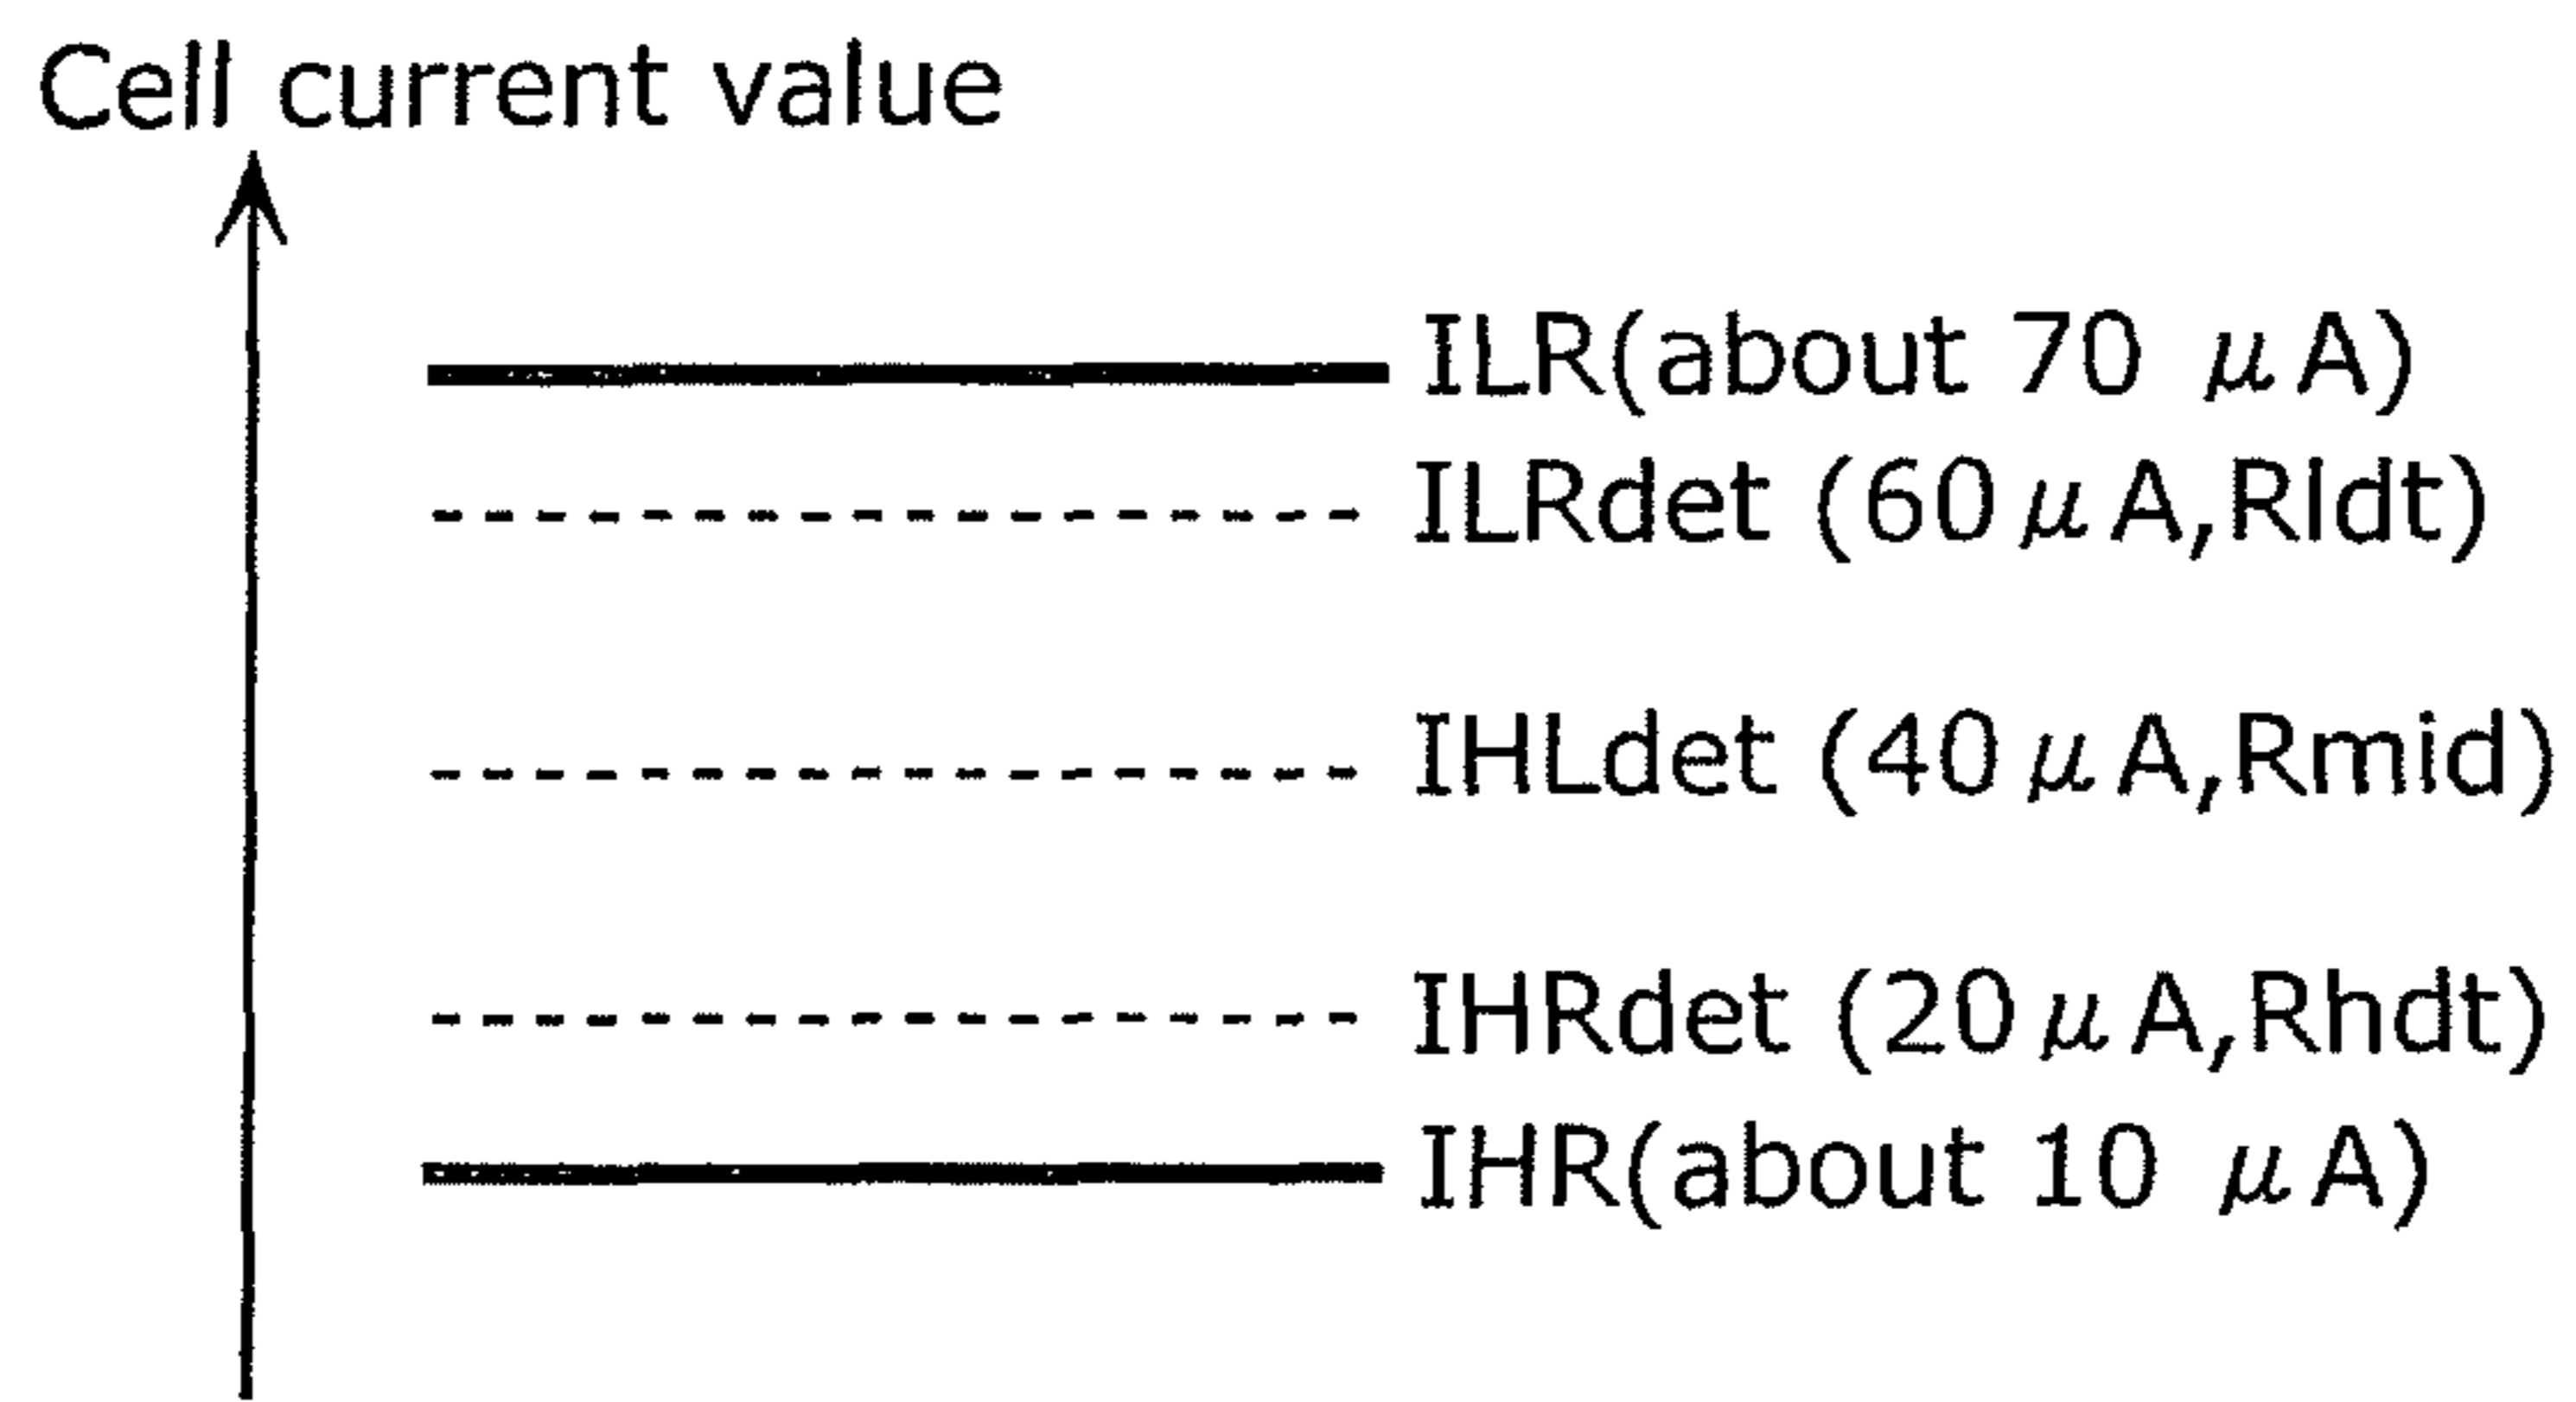 Cell current value
ILR(about 70 μA)
ILRdet (60μA,Rldt)
IHLdet (40μA,Rmid)
IHRdet (20μA,Rhdt)
IHR(about 10 μA)